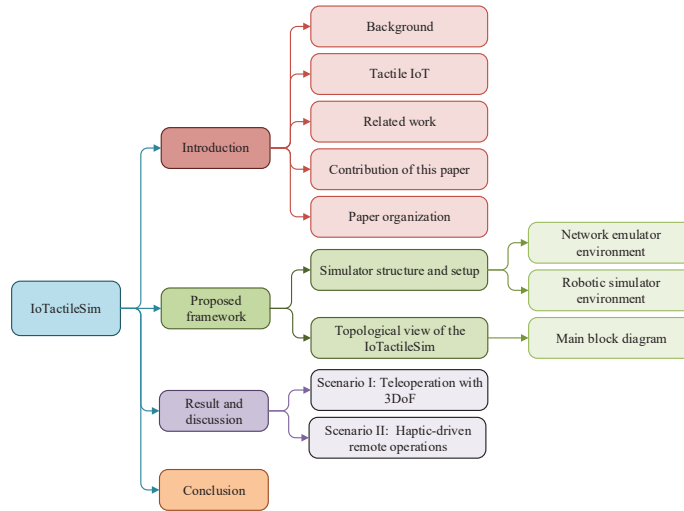 IoTactileSim
Introduction
Background
Tactile IoT
Related work
Contribution of this paper
Paper organization
Proposed
framework
Simulator structure and setup
Network emulator
environment
Robotic simulator
environment
Topological view of the
IoTactileSim
Main block diagram
Result and
discussion
Scenario I: Teleoperation with
3DoF
Scenario II: Haptic-driven
remote operations
Conclusion